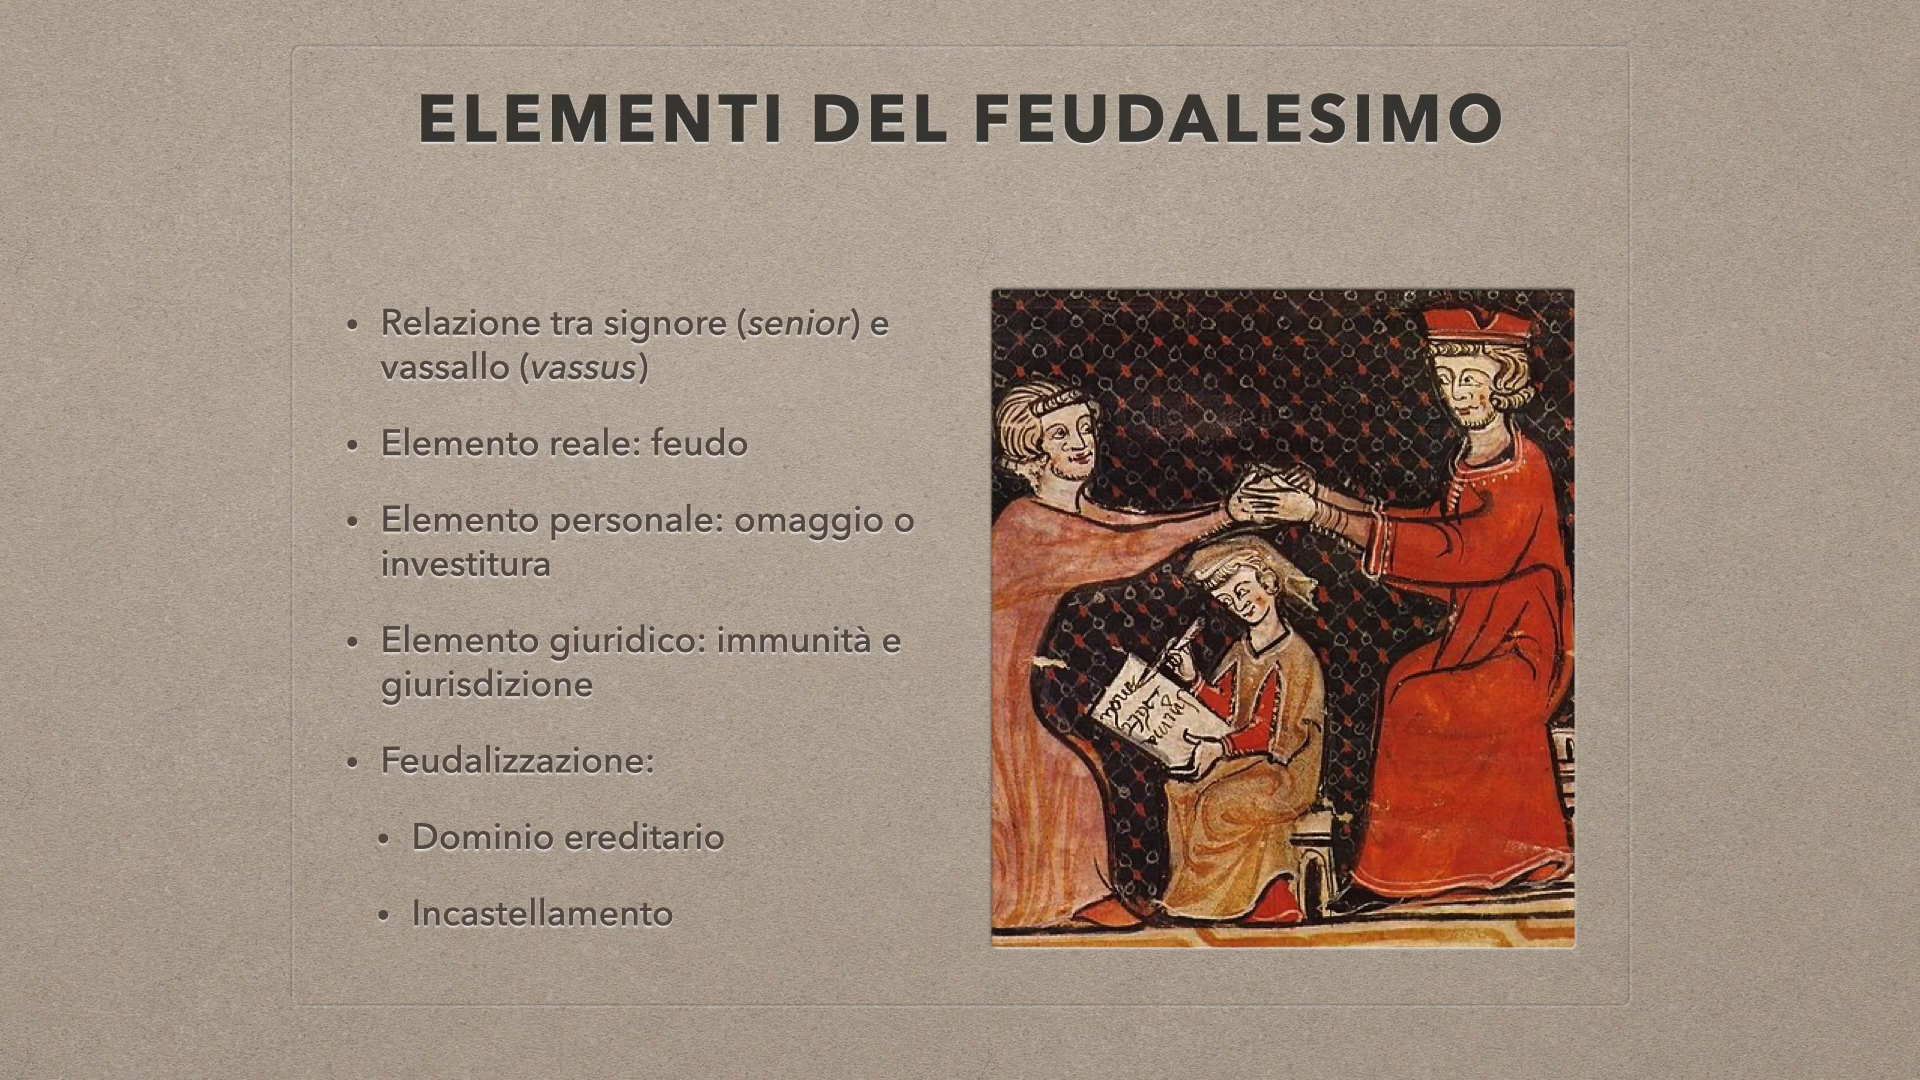 ELEMENTI DEL FEUDALESIMO
• Relazione tra signore (senior) e
vassallo (vassus)
• Elemento reale: feudo
• Elemento personale: omaggio o
investitura
• Elemento giuridico: immunità e
giurisdizione
• Feudalizzazione:
• Dominio ereditario
• Incastellamento